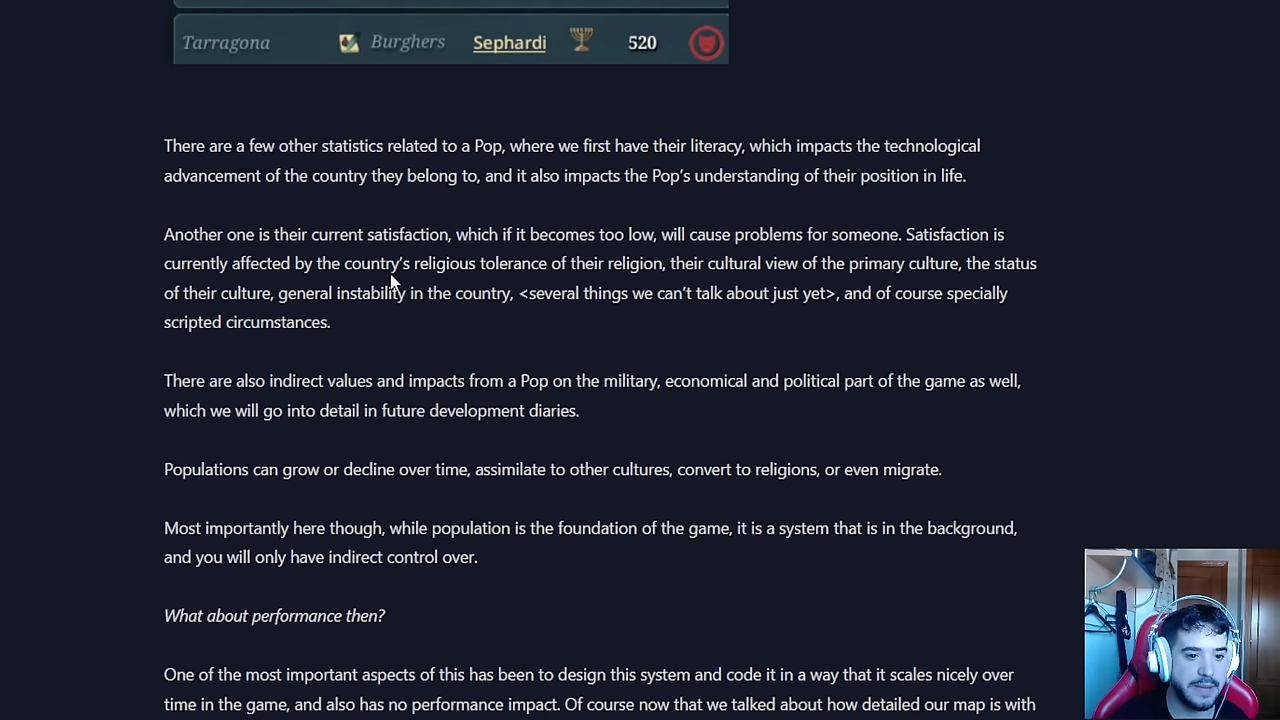 Tarragona Burghers Sephardi 520
There are a few other statistics related to a Pop, where we first have their literacy, which impacts the technological
advancement of the country they belong to, and it also impacts the Pop's understanding of their position in life.
Another one is their current satisfaction, which if it becomes too low, will cause problems for someone. Satisfaction is
currently affected by the country's religious tolerance of their religion, their cultural view of the primary culture, the status
of their culture, general instability in the country, <several things we can't talk about just yet>, and of course specially
scripted circumstances.
There are also indirect values and impacts from a Pop on the military, economical and political part of the game as well,
which we will go into detail in future development diaries.
Populations can grow or decline over time, assimilate to other cultures, convert to religions, or even migrate.
Most importantly here though, while population is the foundation of the game, it is a system that is in the background,
and you will only have indirect control over.
What about performance then?
One of the most important aspects of this has been to design this system and code it in a way that it scales nicely over
time in the game, and also has no performance impact. Of course now that we talked about how detailed our map is with